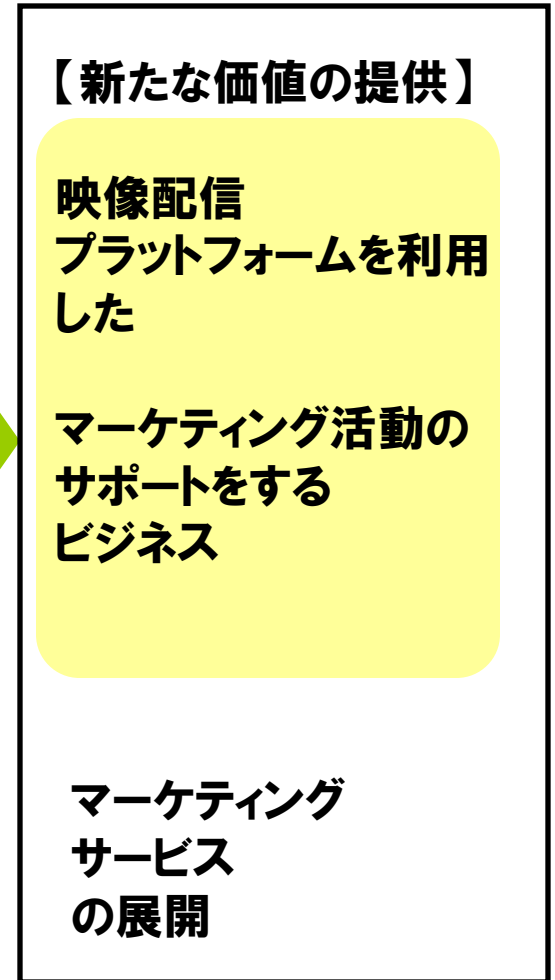 【新たな価値の提供】
映像配信
プラットフォームを利用
した
マーケティング活動の
サポートをする
ビジネス
マーケティング
サービス
の展開